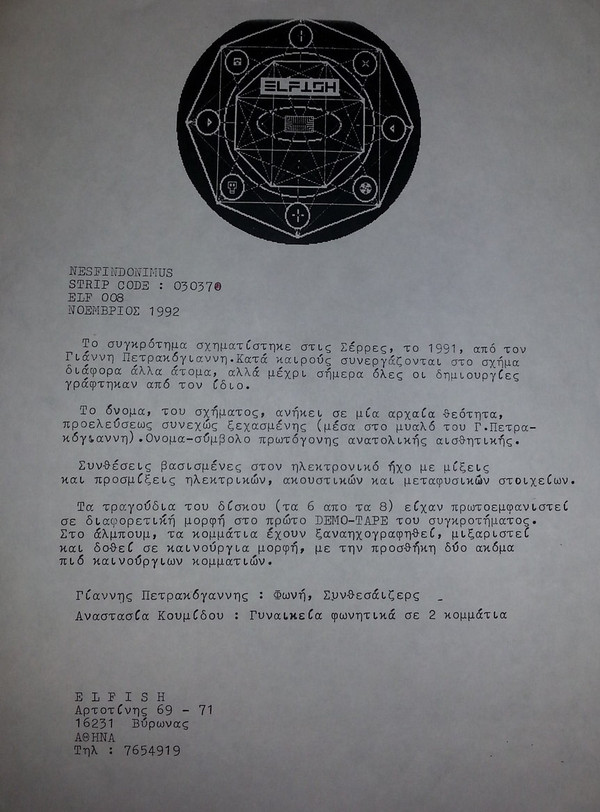 ELFISH
NESFINDONIMUS
STRIP CODE : 030370
ELF 008
ΝΟΕΜΒΡΙΟΣ 1992
Το συγκρότημα σχηματίστηκε στις Σέρρες, το 1991, από τον
Γιάννη Πετρακόγιαννη.Κατά καιρούς συνεργάζονται στο σχήμα
διάφορα άλλα άτομα, αλλά μέχρι σήμερα όλες οι δημιουργίες
γράφτηκαν από τον ίδιο.
Το όνομα, του σχήματος, ανήκει σε μία αρχαία θεότητα,
προελεύσεως συνεχώς ξεχασμένης (μέσα στο μυαλό του Γ.Πετρα-
κόγιαννη).Ονομα-σύμβολο πρωτόγονης ανατολικής αισθητικής.
Συνθέσεις βασισμένες στον ηλεκτρονικό ήχο με μίξεις
και προσμίξεις ηλεκτρικών, ακουστικών και μεταφυσικών στοιχείων.
Τα τραγούδια του δίσκου (τα 6 απο τα 8) είχαν πρωτοεμφανιστεί
σε διαφορετική μορφή στο πρώτο DEMO-TAPE του συγκροτήματος.
Στο άλμπουμ, τα κομμάτια έχουν ξαναηχογραφηθεί, μιξαριστεί
και δοθεί σε καινούργια μορφή, με την προσθήκη δύο ακόμα
πιό καινούργιων κομματιών.
Γίαννης Πετρακόγαννης : Φωνή, Συνθεσάιζερς _
Αναστασία Κουμίδου : Γυναικεία φωνητικά σε 2 κομμάτια
E L F I S H
Αρτοτίνης 69 - 71
16231 Βύρωνας
ΑΘΗΝΑ
Τηλ : 7654919